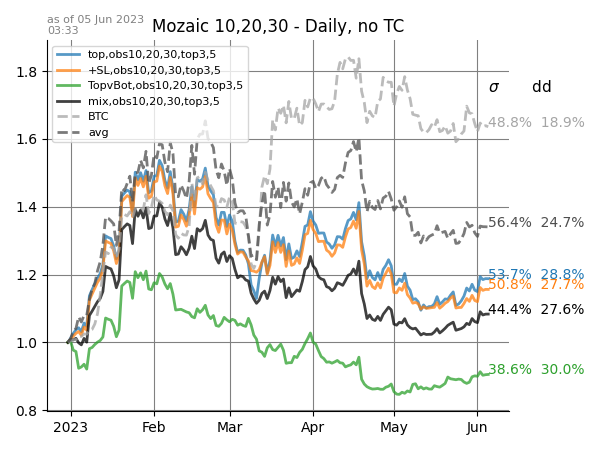 as of 05 Jun 2023
03:33
Mozaic 10,20,30 - Daily, no TC
top,obs10,20,30,top3,5
+SL,obs10,20,30,top3,5
TopvBot,obs10,20,30,top3,5
mix,obs10,20,30,top3,5
BTC
avg
σ dd
48.8% 18.9%
56.4% 24.7%
53.7% 28.8%
50.8% 27.7%
44.4% 27.6%
38.6% 30.0%
1.8
1.6
1.4
1.2
1.0
0.8
2023 Feb Mar Apr May Jun